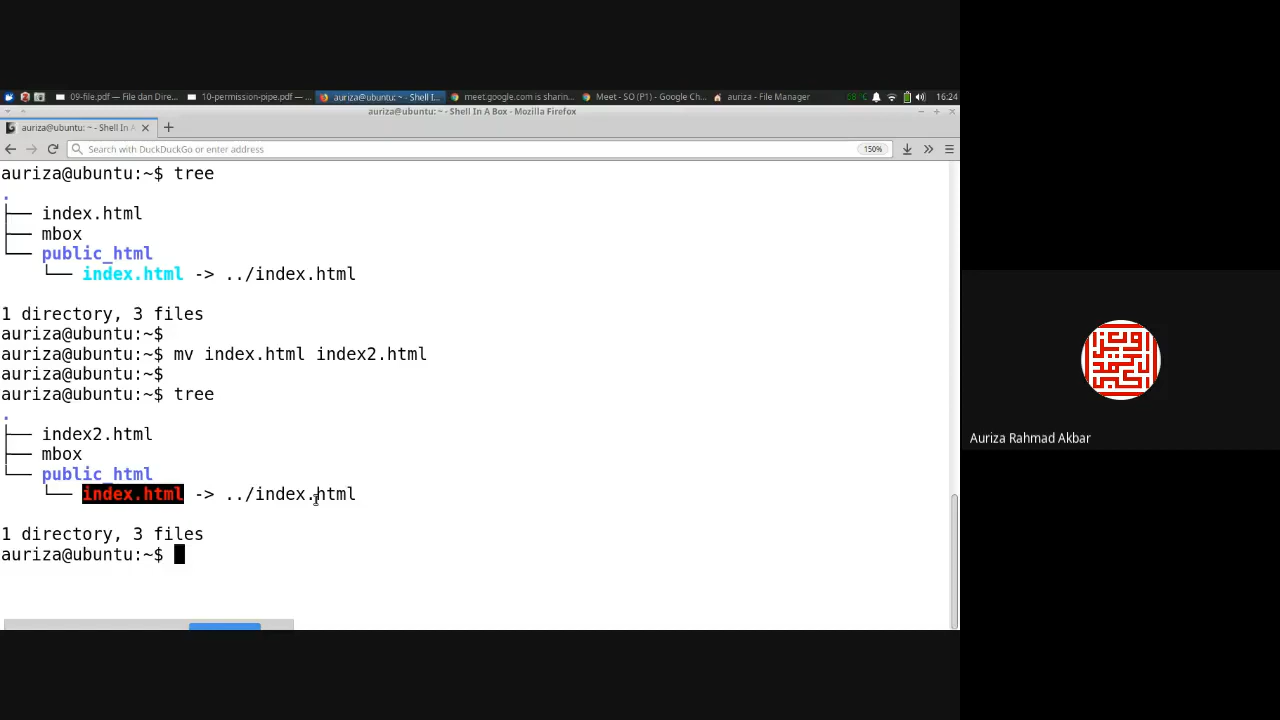 09-file.pdf — File dan Dire...
10-permission-pipe.pdf — ...
auriza@ubuntu: ~ - Shell I...
meet.google.com is sharin...
Meet - SO (P1) - Google Ch...
auriza - File Manager
58°C
16:24
auriza@ubuntu: ~ - Shell In A Box - Mozilla Firefox
auriza@ubuntu: ~ - Shell In A
Search with DuckDuckGo or enter address
150%
auriza@ubuntu:~$ tree
.
├── index.html
├── mbox
└── public_html
    └── index.html -> ../index.html
1 directory, 3 files
auriza@ubuntu:~$
auriza@ubuntu:~$ mv index.html index2.html
auriza@ubuntu:~$
auriza@ubuntu:~$ tree
.
├── index2.html
├── mbox
└── public_html
    └── index.html -> ../index.html
1 directory, 3 files
auriza@ubuntu:~$
Auriza Rahmad Akbar